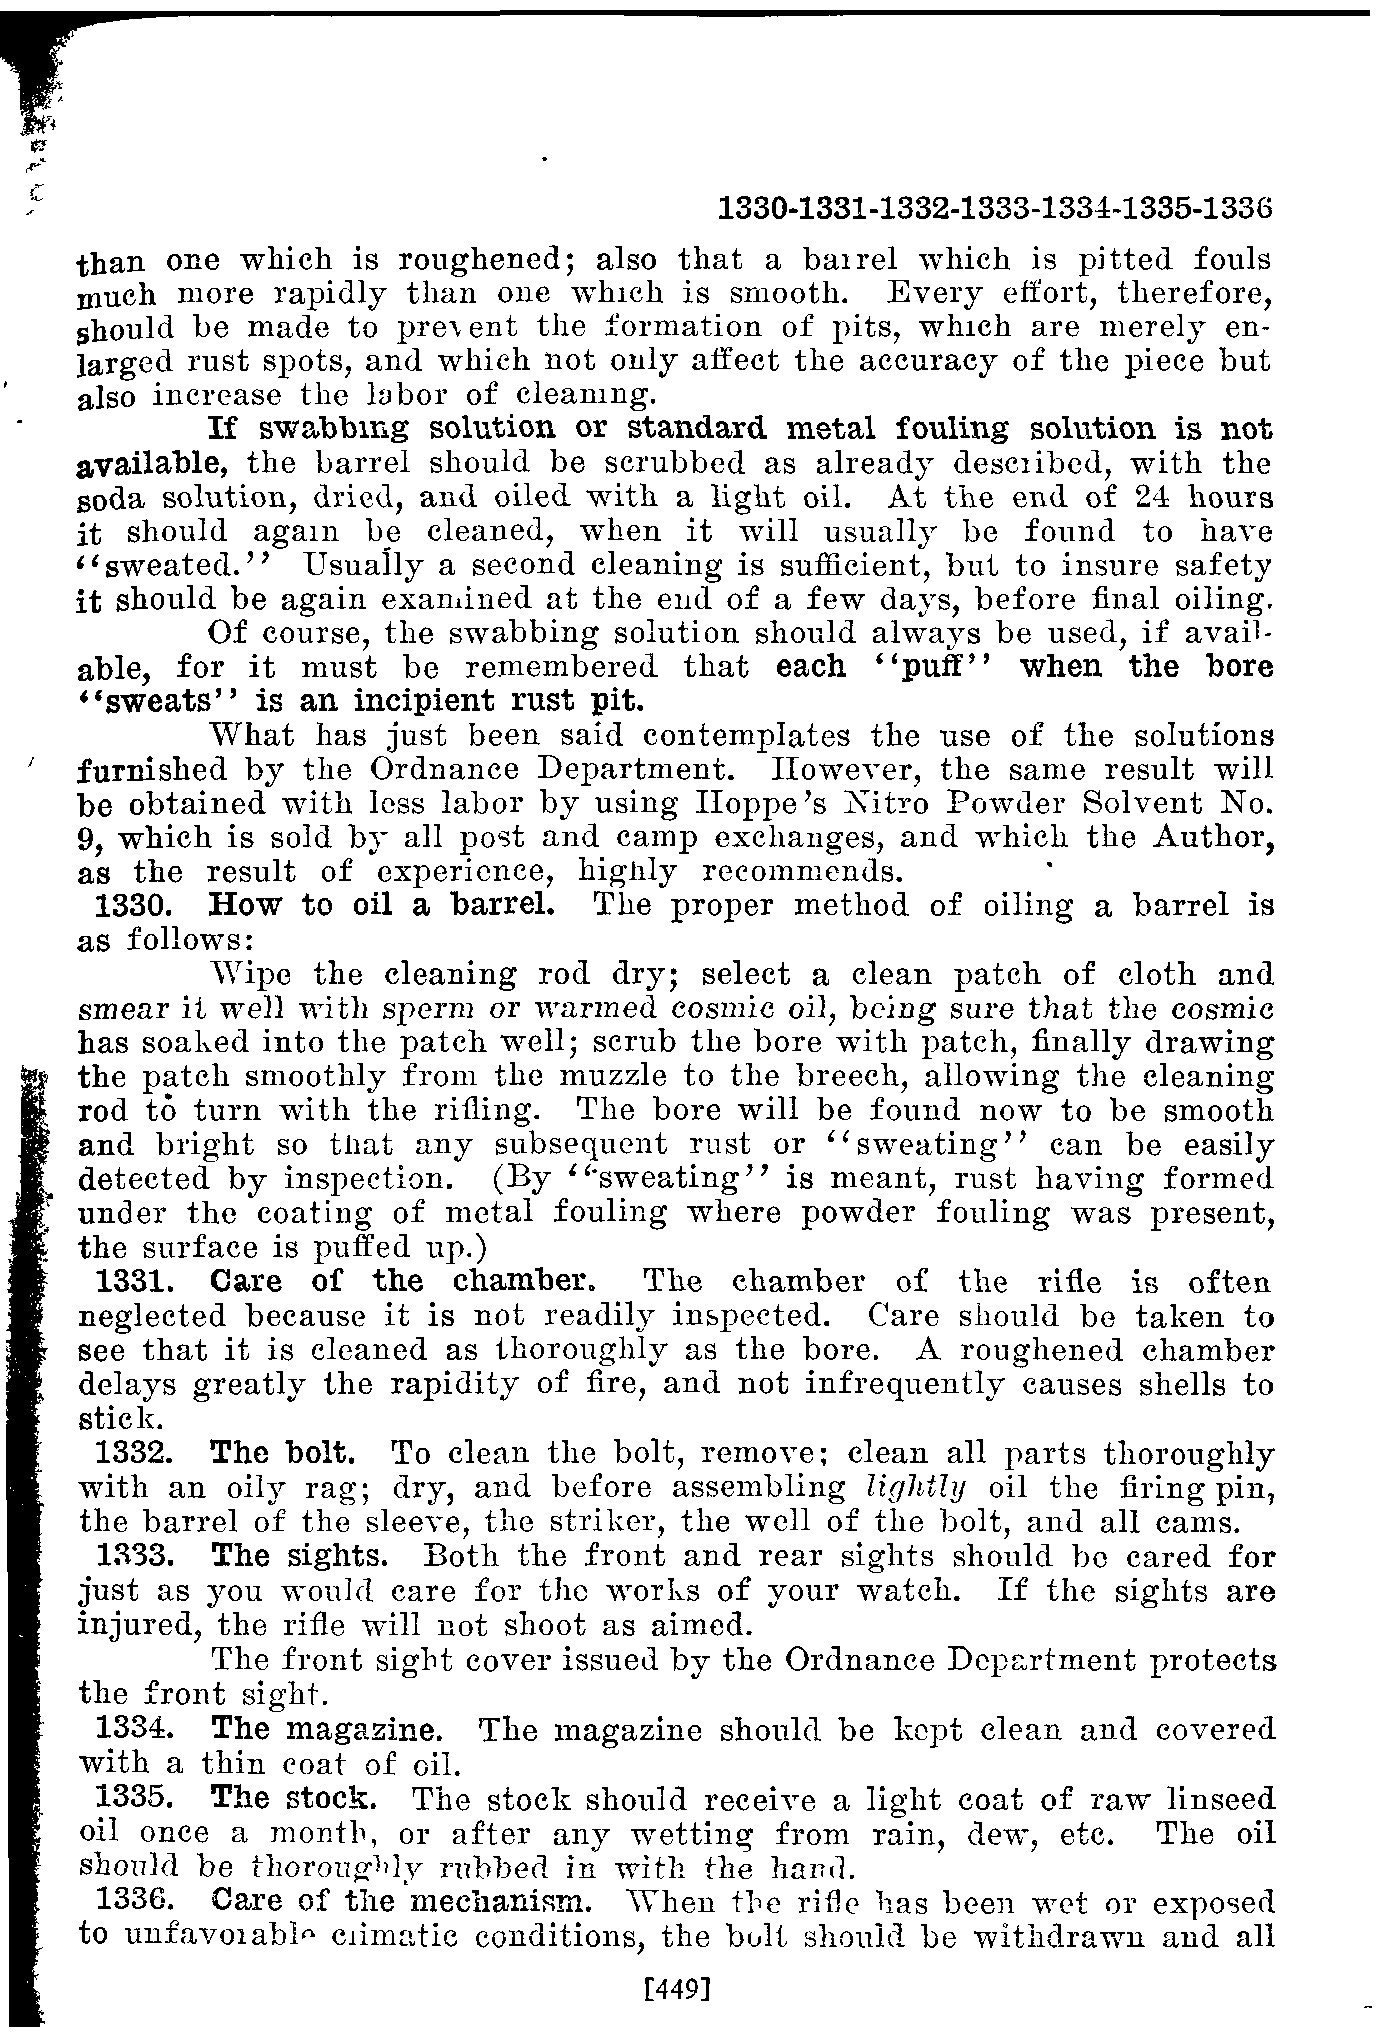 1330-1331-1332-1333-1334-1335-1336
than one which is roughened; also that a barrel which is pitted fouls
much more rapidly than one which is smooth. Every effort, therefore,
should be made to prevent the formation of pits, which are merely en-
larged rust spots, and which not only affect the accuracy of the piece but
also increase the labor of cleaning.
If swabbing solution or standard metal fouling solution is not
available, the barrel should be scrubbed as already described, with the
soda solution, dried, and oiled with a light oil. At the end of 24 hours
it should again be cleaned, when it will usually be found to have
“sweated.” Usually a second cleaning is sufficient, but to insure safety
it should be again examined at the end of a few days, before final oiling.
Of course, the swabbing solution should always be used, if avail-
able, for it must be remembered that each “puff” when the bore
“sweats” is an incipient rust pit.
What has just been said contemplates the use of the solutions
furnished by the Ordnance Department. However, the same result will
be obtained with less labor by using Hoppe's Nitro Powder Solvent No.
9, which is sold by all post and camp exchanges, and which the Author,
as the result of experience, highly recommends.
1330. How to oil a barrel. The proper method of oiling a barrel is
as follows:
Wipe the cleaning rod dry; select a clean patch of cloth and
smear it well with sperm or warmed cosmic oil, being sure that the cosmic
has soaked into the patch well; scrub the bore with patch, finally drawing
the patch smoothly from the muzzle to the breech, allowing the cleaning
rod to turn with the rifling. The bore will be found now to be smooth
and bright so that any subsequent rust or “sweating” can be easily
detected by inspection. (By “sweating” is meant, rust having formed
under the coating of metal fouling where powder fouling was present,
the surface is puffed up.)
1331. Care of the chamber. The chamber of the rifle is often
neglected because it is not readily inspected. Care should be taken to
see that it is cleaned as thoroughly as the bore. A roughened chamber
delays greatly the rapidity of fire, and not infrequently causes shells to
stick.
1332. The bolt. To clean the bolt, remove; clean all parts thoroughly
with an oily rag; dry, and before assembling lightly oil the firing pin,
the barrel of the sleeve, the striker, the well of the bolt, and all cams.
1333. The sights. Both the front and rear sights should be cared for
just as you would care for the works of your watch. If the sights are
injured, the rifle will not shoot as aimed.
The front sight cover issued by the Ordnance Department protects
the front sight.
1334. The magazine. The magazine should be kept clean and covered
with a thin coat of oil.
1335. The stock. The stock should receive a light coat of raw linseed
oil once a month, or after any wetting from rain, dew, etc. The oil
should be thoroughly rubbed in with the hand.
1336. Care of the mechanism. When the rifle has been wet or exposed
to unfavorable climatic conditions, the bolt should be withdrawn and all
[449]